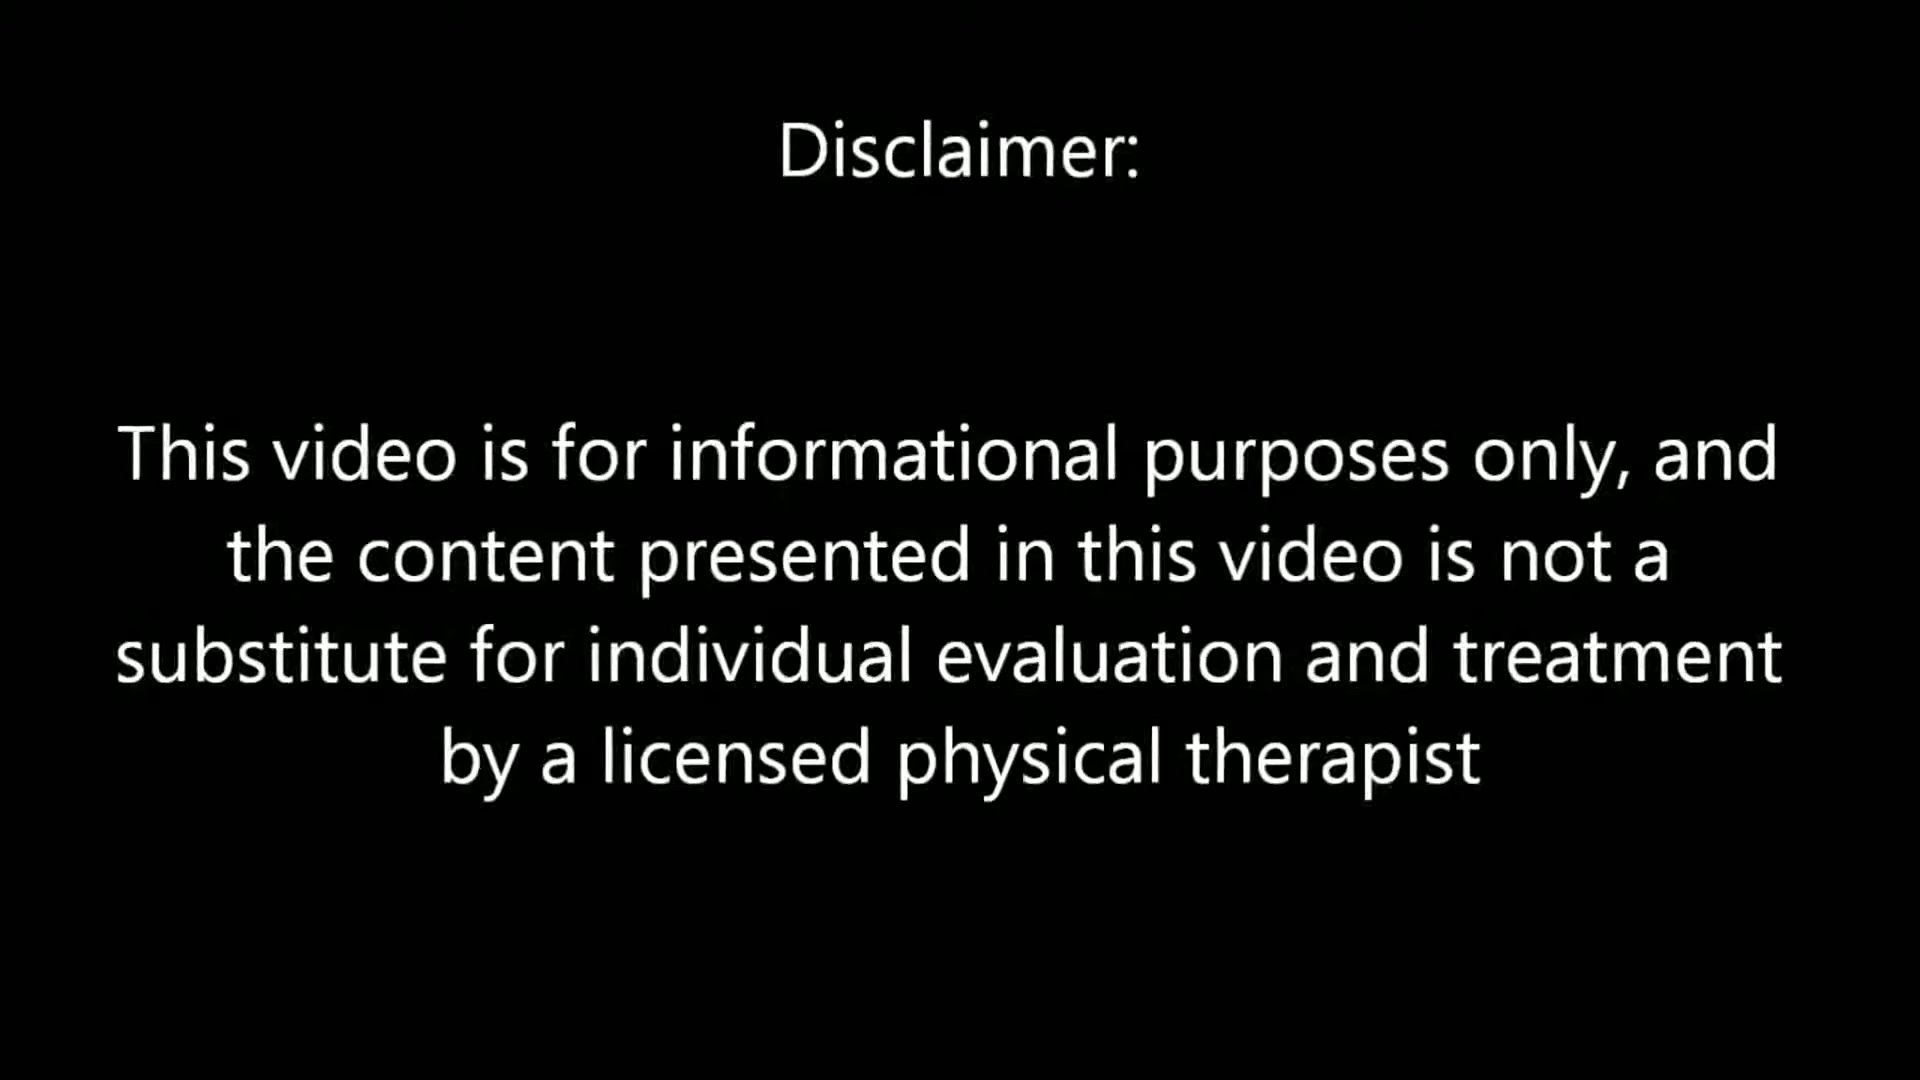 Disclaimer:
This video is for informational purposes only, and
the content presented in this video is not a
substitute for individual evaluation and treatment
by a licensed physical therapist